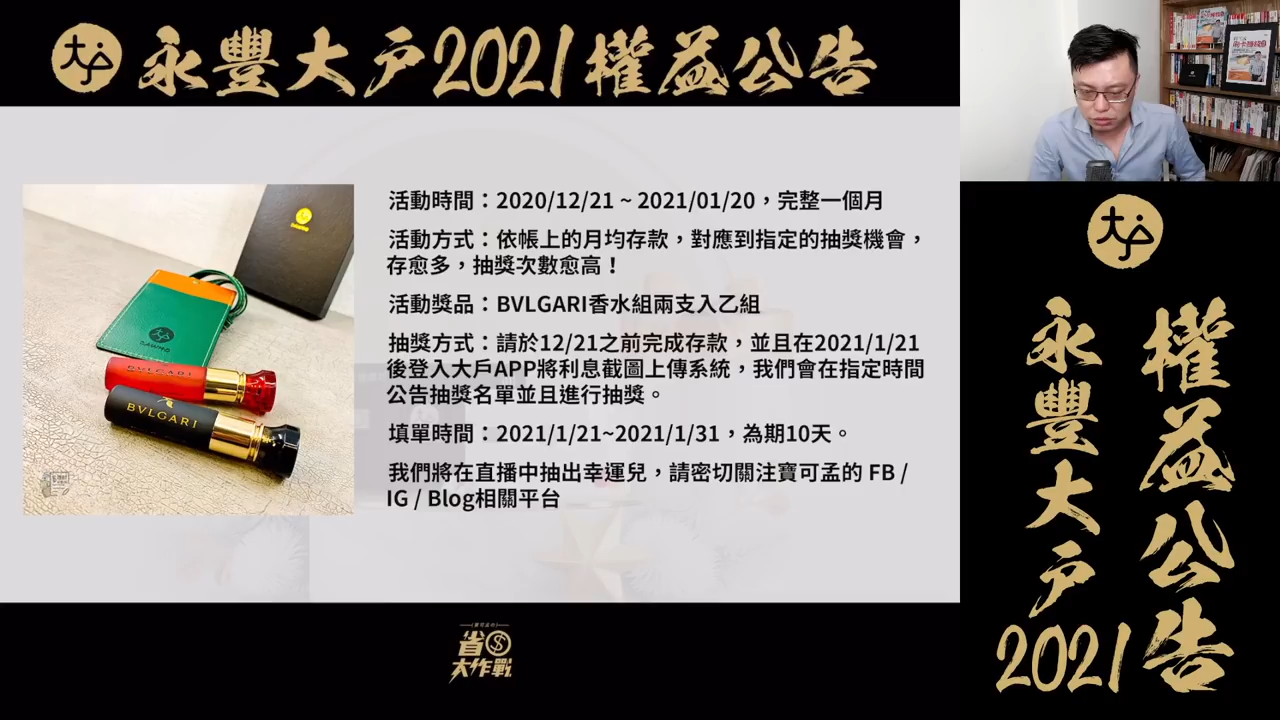 大戶 永豐大戶2021權益公告
活動時間：2020/12/21 ~ 2021/01/20，完整一個月
活動方式：依帳上的月均存款，對應到指定的抽獎機會，
存愈多，抽獎次數愈高！
活動獎品：BVLGARI香水組兩支入乙組
抽獎方式：請於12/21之前完成存款，並且在2021/1/21
後登入大戶APP將利息截圖上傳系統，我們會在指定時間
公告抽獎名單並且進行抽獎。
填單時間：2021/1/21~2021/1/31，為期10天。
我們將在直播中抽出幸運兒，請密切關注寶可孟的 FB /
IG / Blog相關平台
大戶
DAWHO
BVLGARI
BVLGARI
省$
大作戰
大戶
權益公告
永豐大戶
2021